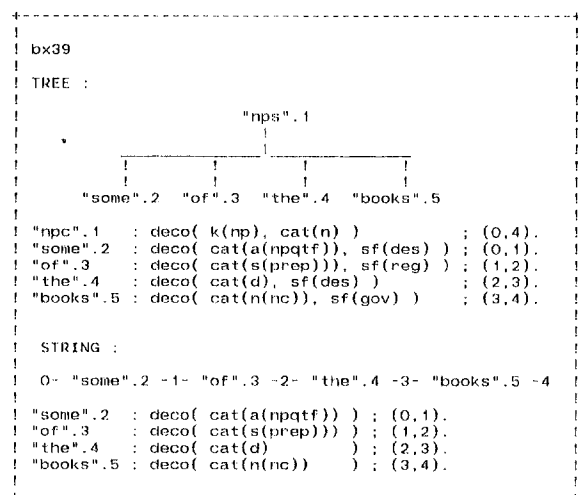 bx39
TREE :
"nps".1
"some".2 "of".3 "the".4 "books".5
"npc".1 : deco( k(np), cat(n) ) ; (0,4).
"some".2 : deco( cat(a(npqtf)), sf(des) ) ; (0,1).
"of".3 : deco( cat(s(prep))), sf(reg) ) ; (1,2).
"the".4 : deco( cat(d), sf(des) ) ; (2,3).
"books".5 : deco( cat(n(nc)), sf(gov) ) ; (3,4).
STRING :
0- "some".2 -1- "of".3 -2- "the".4 -3- "books".5 -4
"some".2 : deco( cat(a(npqtf)) ) ; (0,1).
"of".3 : deco( cat(s(prep))) ) ; (1,2).
"the".4 : deco( cat(d) ) ; (2,3).
"books".5 : deco( cat(n(nc)) ) ; (3,4).